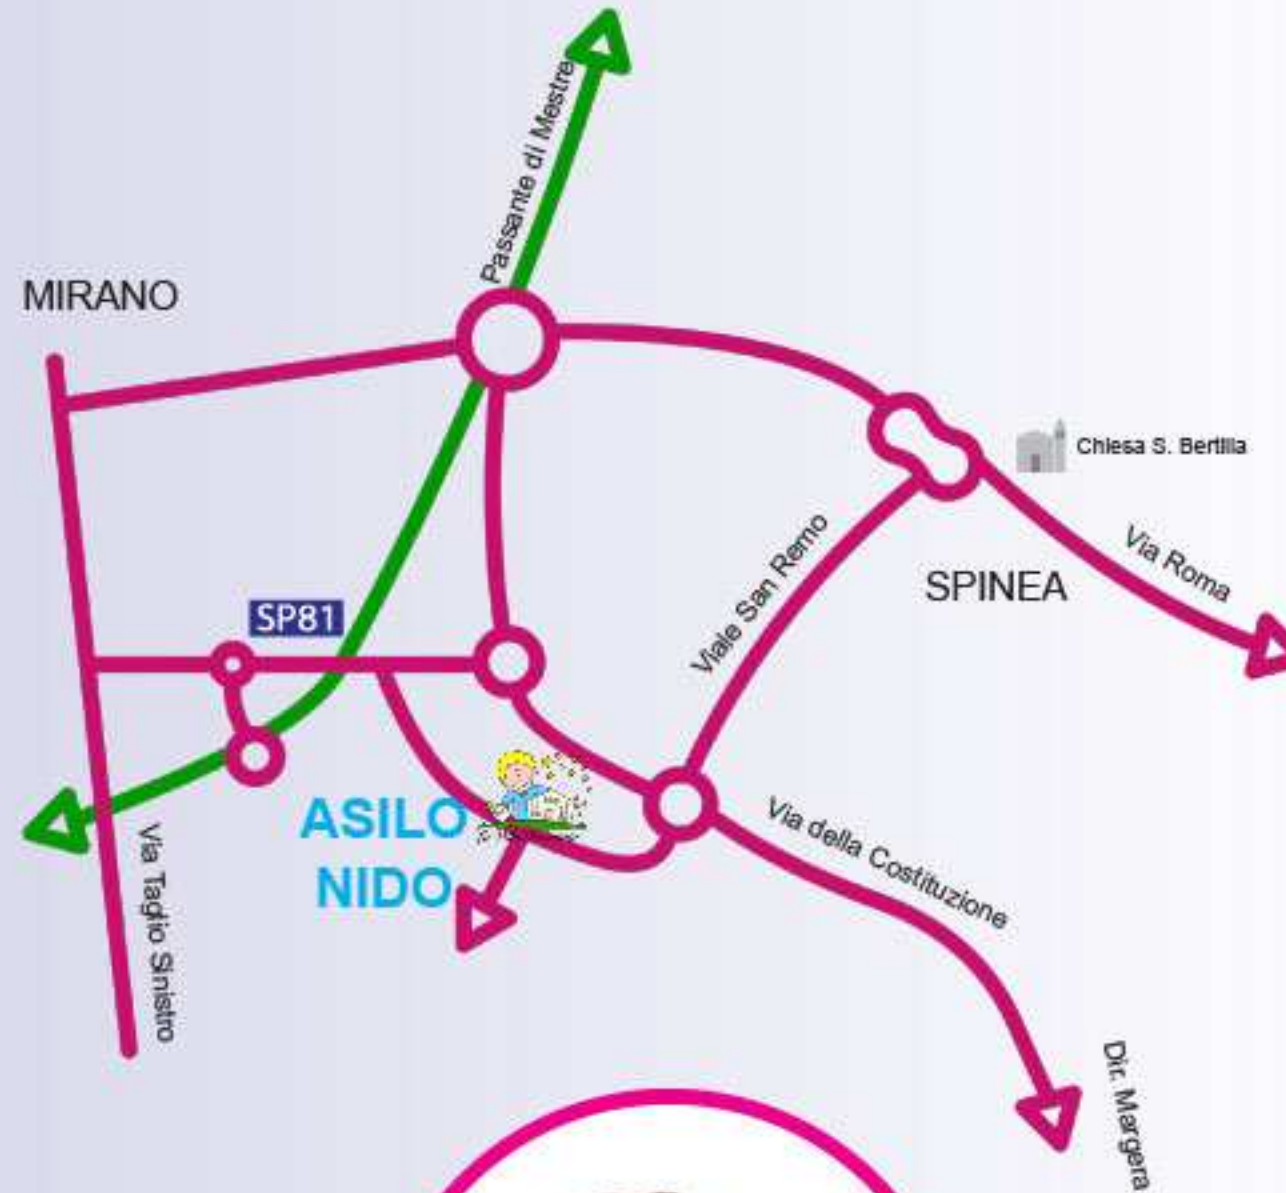 Passante di Mestre
MIRANO
Chiesa S. Bertilla
Via Roma
Viale San Remo
SPINEA
SP81
ASILO
NIDO
Via della Costituzione
Via Taglio Sinistro
Dir. Margera